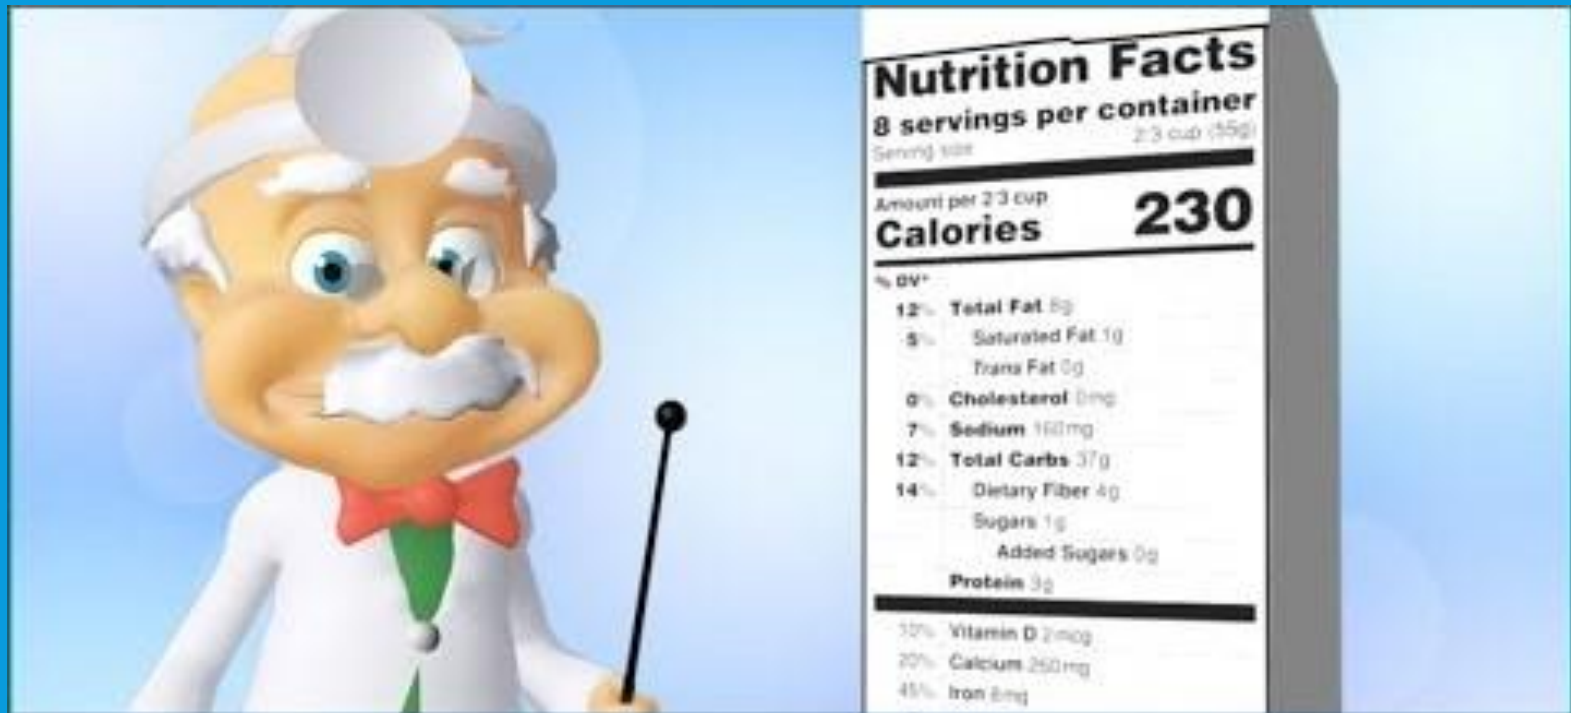 Nutrition Facts
8 servings per container
Serving size 2/3 cup (55g)
Amount per 2/3 cup
Calories 230
% DV*
12% Total Fat 8g
5% Saturated Fat 1g
Trans Fat 0g
0% Cholesterol 0mg
7% Sodium 160mg
12% Total Carbs 37g
14% Dietary Fiber 4g
Sugars 1g
Added Sugars 0g
Protein 3g
10% Vitamin D 2mcg
20% Calcium 260mg
45% Iron 8mg